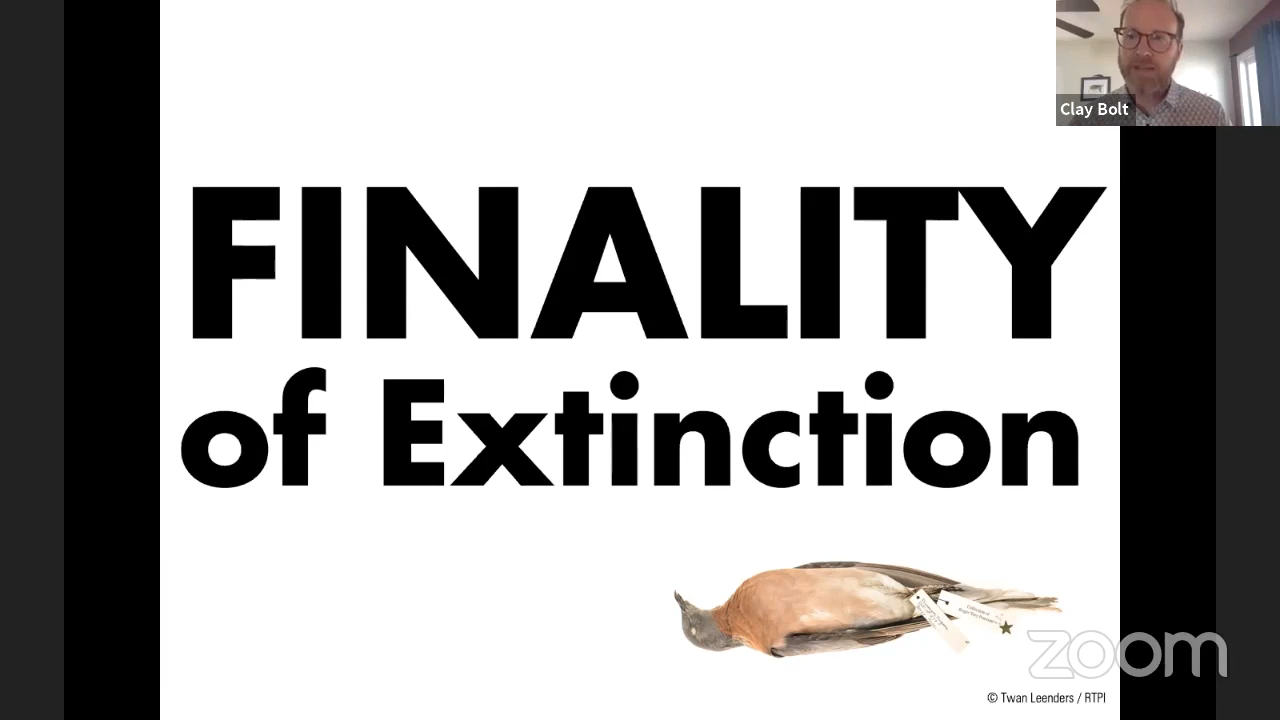 Clay Bolt
FINALITY
of Extinction
zoom
© Twan Leenders / RTPI